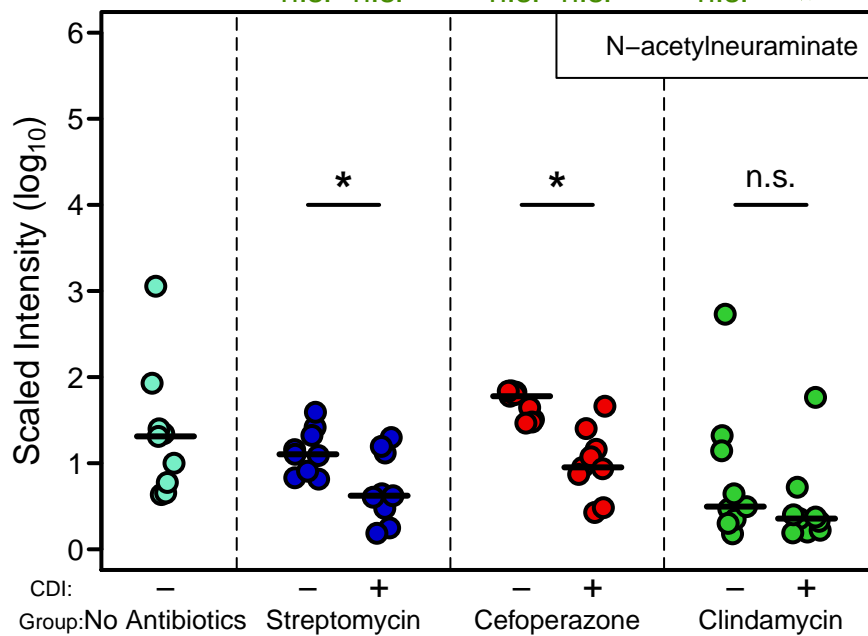 n.s. n.s. n.s. n.s. n.s.
N−acetylneuraminate
Scaled Intensity (log10)
6
5
4
3
2
1
0
* * n.s.
CDI: − − + − + − +
Group: No Antibiotics Streptomycin Cefoperazone Clindamycin